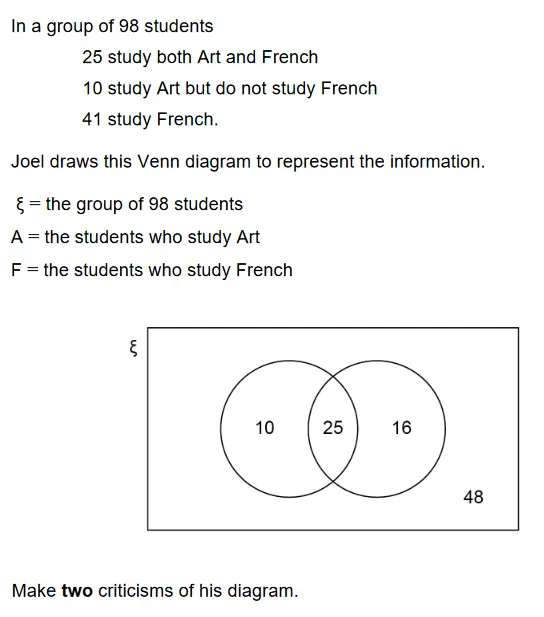 In a group of 98 students
25 study both Art and French
10 study Art but do not study French
41 study French.
Joel draws this Venn diagram to represent the information.
ξ = the group of 98 students
A = the students who study Art
F = the students who study French
ξ
10 25 16
48
Make two criticisms of his diagram.